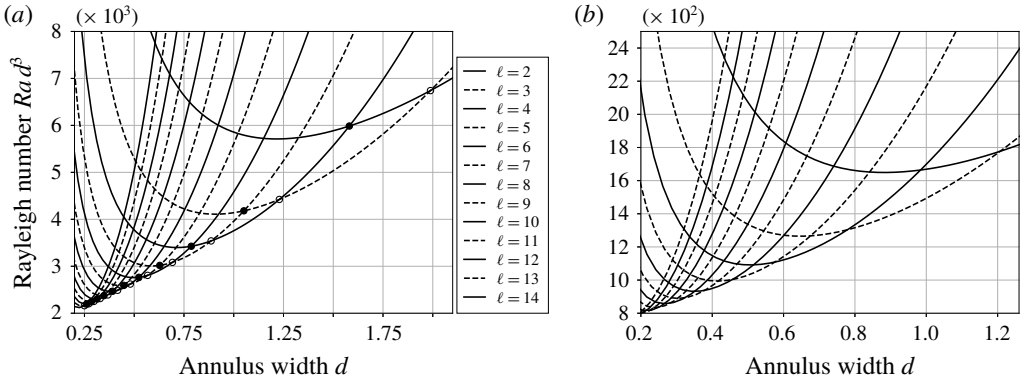 (a)
(× 10³)
8
7
6
5
4
3
2
0.25
0.75
1.25
1.75
Rayleigh number Rad³
Annulus width d
ℓ = 2
ℓ = 3
ℓ = 4
ℓ = 5
ℓ = 6
ℓ = 7
ℓ = 8
ℓ = 9
ℓ = 10
ℓ = 11
ℓ = 12
ℓ = 13
ℓ = 14
(b)
(× 10²)
24
22
20
18
16
14
12
10
8
0.2
0.4
0.6
0.8
1.0
1.2
Annulus width d